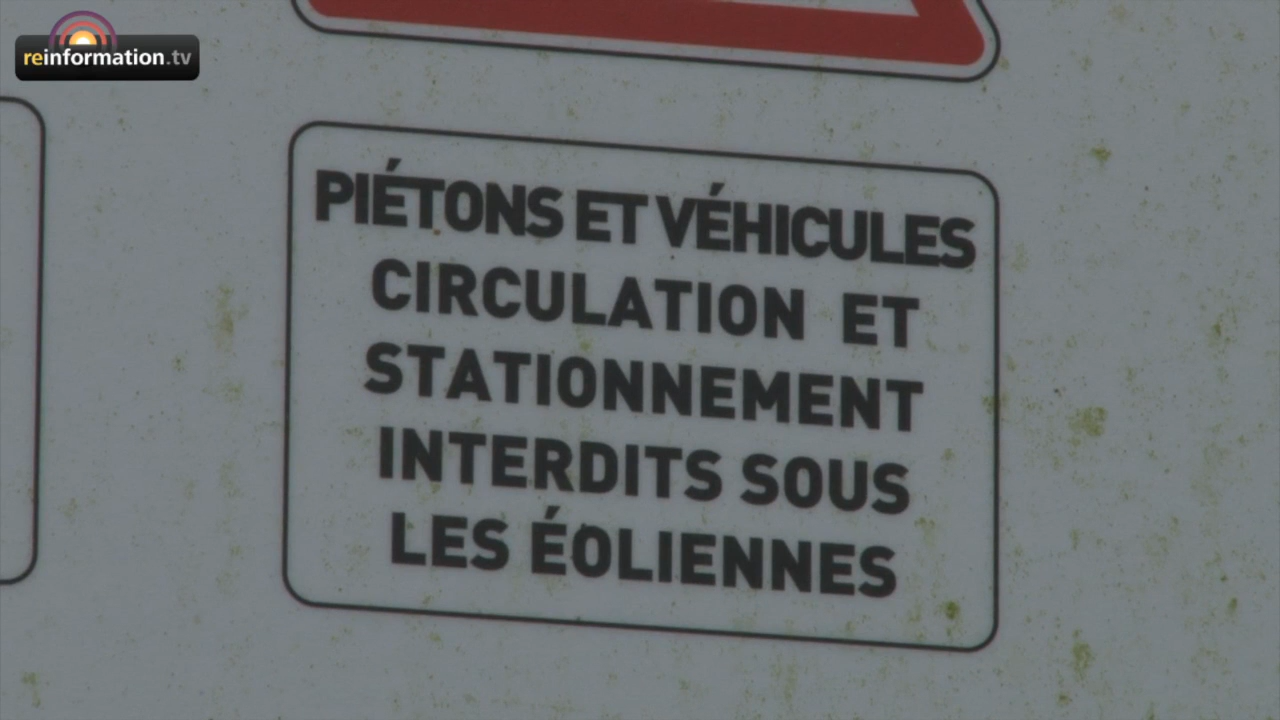 reinformation.tv
PIÉTONS ET VÉHICULES
CIRCULATION ET
STATIONNEMENT
INTERDITS SOUS
LES ÉOLIENNES